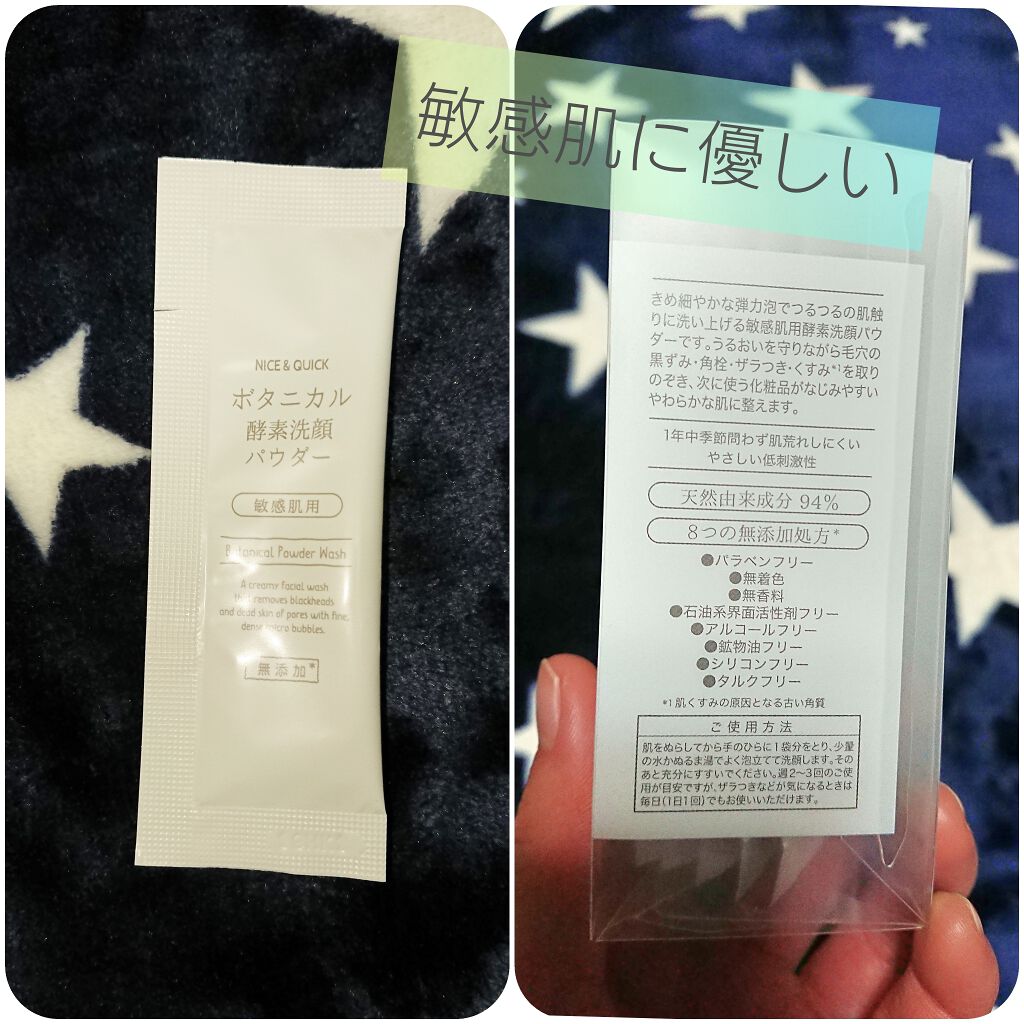 敏感肌に優しい
NICE & QUICK
ボタニカル
酵素洗顔
パウダー
敏感肌用
Botanical Powder Wash
A creamy facial wash
that removes blackheads
and dead skin of pores with fine,
dense micro bubbles.
無添加*
きめ細やかな弾力泡でつるつるの肌触
りに洗い上げる敏感肌用酵素洗顔パウ
ダーです。うるおいを守りながら毛穴の
黒ずみ・角栓・ザラつき・くすみ*1を取り
のぞき、次に使う化粧品がなじみやすい
やわらかな肌に整えます。
1年中季節問わず肌荒れしにくい
やさしい低刺激性
天然由来成分 94%
8つの無添加処方*
●パラベンフリー
●無着色
●無香料
●石油系界面活性剤フリー
●アルコールフリー
●鉱物油フリー
●シリコンフリー
●タルクフリー
*1 肌くすみの原因となる古い角質
ご使用方法
肌をぬらしてから手のひらに1袋分をとり、少量
の水かぬるま湯でよく泡立てて洗顔します。その
あと充分にすすいでください。週2〜3回のご使
用が目安ですが、ザラつきなどが気になるときは
毎日(1日1回)でもお使いいただけます。